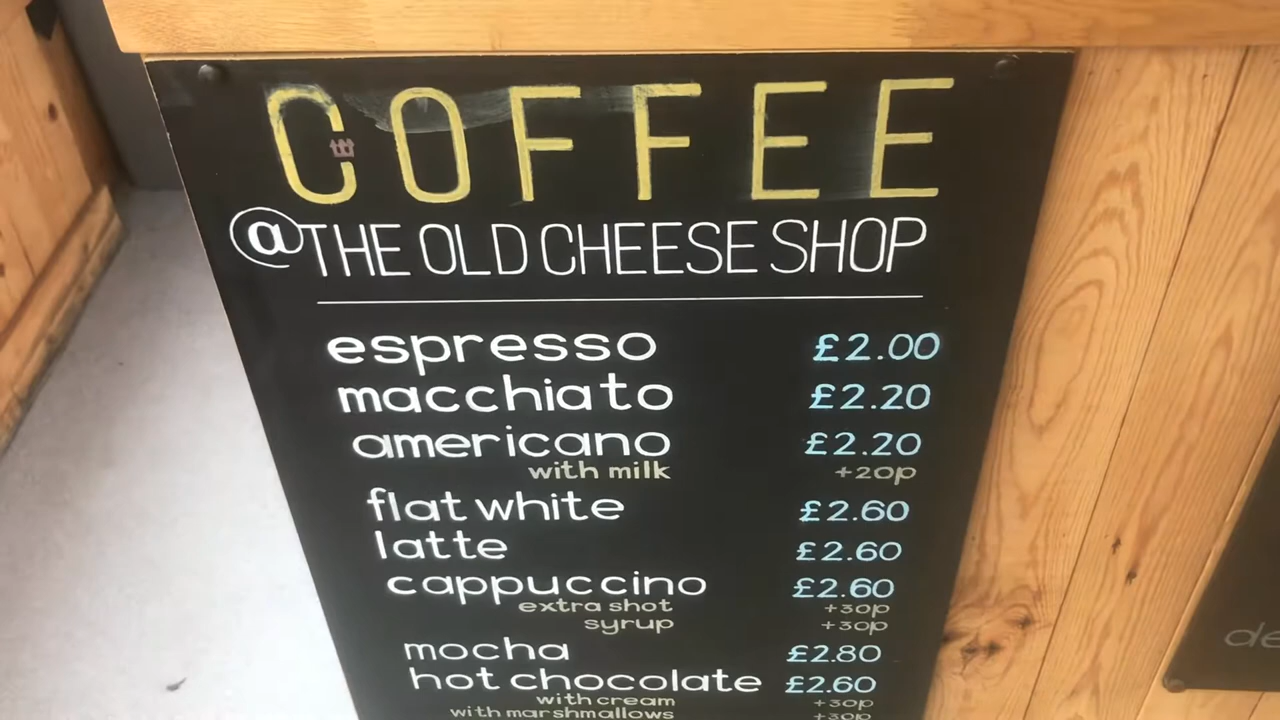 COFFEE
@THE OLD CHEESE SHOP
espresso £2.00
macchiato £2.20
americano £2.20
with milk +20p
flat white £2.60
latte £2.60
cappuccino £2.60
extra shot +30p
syrup +30p
mocha £2.80
hot chocolate £2.60
with cream +30p
with marshmallows +30p
de